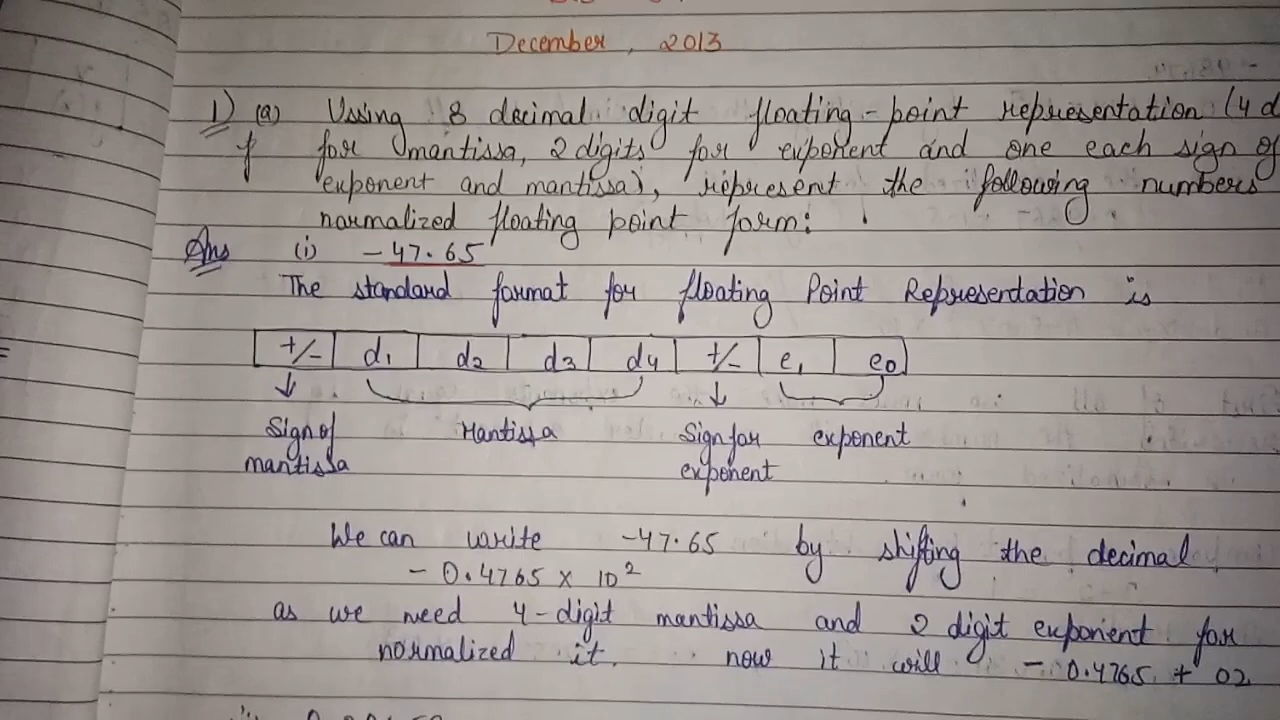 December, 2013
1) (a) Using 8 decimal digit floating-point representation (4 d
for mantissa, 2 digits for exponent and one each sign of
exponent and mantissa), represent the following numbers
normalized floating point form:
Ans (i) -47.65
The standard format for floating Point Representation is
+/- d1 d2 d3 d4 +/- e1 e0
Sign of Mantissa Sign for exponent
mantissa exponent
We can write -47.65 by shifting the decimal
- 0.4765 x 10²
as we need 4-digit mantissa and 2 digit exponent for
normalized it. now it will - 0.4765 + 02